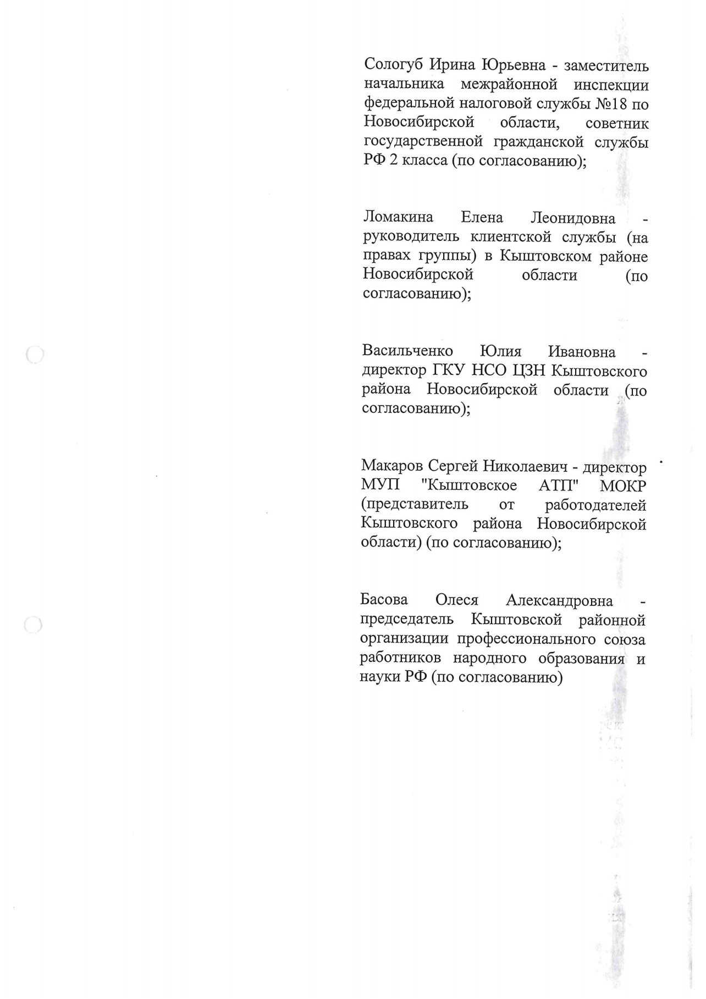 Сологуб Ирина Юрьевна - заместитель
начальника межрайонной инспекции
федеральной налоговой службы №18 по
Новосибирской области, советник
государственной гражданской службы
РФ 2 класса (по согласованию);
Ломакина Елена Леонидовна -
руководитель клиентской службы (на
правах группы) в Кыштовском районе
Новосибирской области (по
согласованию);
Васильченко Юлия Ивановна -
директор ГКУ НСО ЦЗН Кыштовского
района Новосибирской области (по
согласованию);
Макаров Сергей Николаевич - директор
МУП "Кыштовское АТП" МОКР
(представитель от работодателей
Кыштовского района Новосибирской
области) (по согласованию);
Басова Олеся Александровна -
председатель Кыштовской районной
организации профессионального союза
работников народного образования и
науки РФ (по согласованию)